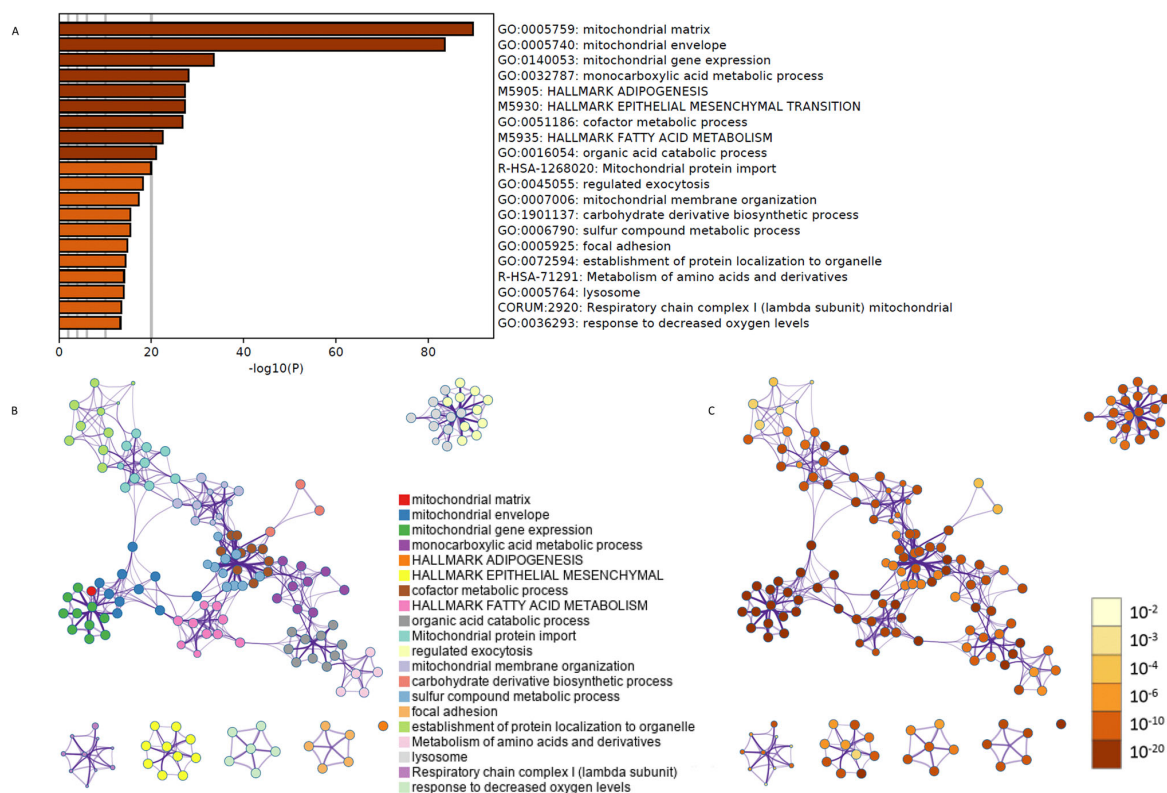 A
GO:0005759: mitochondrial matrix
GO:0005740: mitochondrial envelope
GO:0140053: mitochondrial gene expression
GO:0032787: monocarboxylic acid metabolic process
M5905: HALLMARK ADIPOGENESIS
M5930: HALLMARK EPITHELIAL MESENCHYMAL TRANSITION
GO:0051186: cofactor metabolic process
M5935: HALLMARK FATTY ACID METABOLISM
GO:0016054: organic acid catabolic process
R-HSA-1268020: Mitochondrial protein import
GO:0045055: regulated exocytosis
GO:0007006: mitochondrial membrane organization
GO:1901137: carbohydrate derivative biosynthetic process
GO:0006790: sulfur compound metabolic process
GO:0005925: focal adhesion
GO:0072594: establishment of protein localization to organelle
R-HSA-71291: Metabolism of amino acids and derivatives
GO:0005764: lysosome
CORUM:2920: Respiratory chain complex I (lambda subunit) mitochondrial
GO:0036293: response to decreased oxygen levels
0 20 40 60 80
-log10(P)
B
mitochondrial matrix
mitochondrial envelope
mitochondrial gene expression
monocarboxylic acid metabolic process
HALLMARK ADIPOGENESIS
HALLMARK EPITHELIAL MESENCHYMAL
cofactor metabolic process
HALLMARK FATTY ACID METABOLISM
organic acid catabolic process
Mitochondrial protein import
regulated exocytosis
mitochondrial membrane organization
carbohydrate derivative biosynthetic process
sulfur compound metabolic process
focal adhesion
establishment of protein localization to organelle
Metabolism of amino acids and derivatives
lysosome
Respiratory chain complex I (lambda subunit)
response to decreased oxygen levels
C
10⁻²
10⁻³
10⁻⁴
10⁻⁶
10⁻¹⁰
10⁻²⁰